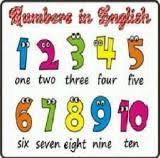 Numbers in English
1 2 3 4 5
one two three four five
6 7 8 9 10
six seven eight nine ten